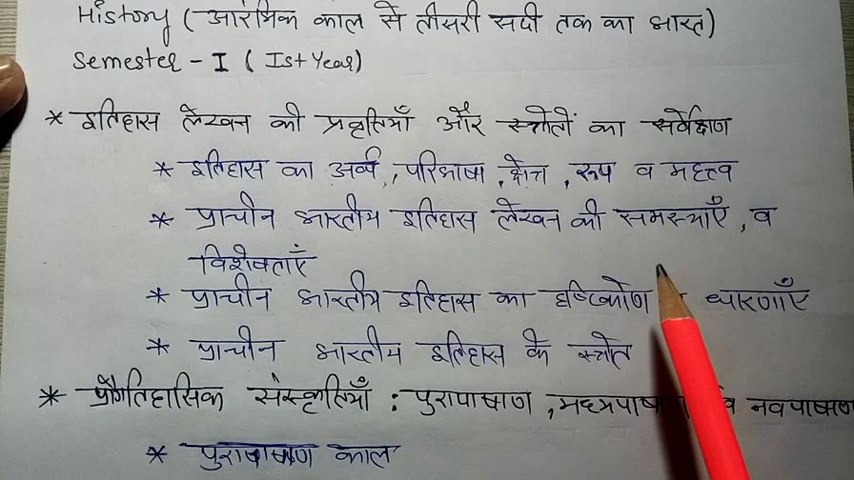 History (आरंभिक काल से तीसरी सदी तक का भारत)
Semester - I ( Ist Year)
* इतिहास लेखन की प्रवृत्तियाँ और स्त्रोतों का सर्वेक्षण
* इतिहास का अर्थ, परिभाषा, क्षेत्र, रूप व महत्व
* प्राचीन भारतीय इतिहास लेखन की समस्याएँ, व
विशेषताएँ
* प्राचीन भारतीय इतिहास का दृष्टिकोण धारणाएँ
* प्राचीन भारतीय इतिहास के स्त्रोत
* प्रागैतिहासिक संस्कृतियाँ : पुरापाषाण, मध्यपाषाण व नवपाषाण
* पुरापाषाण काल